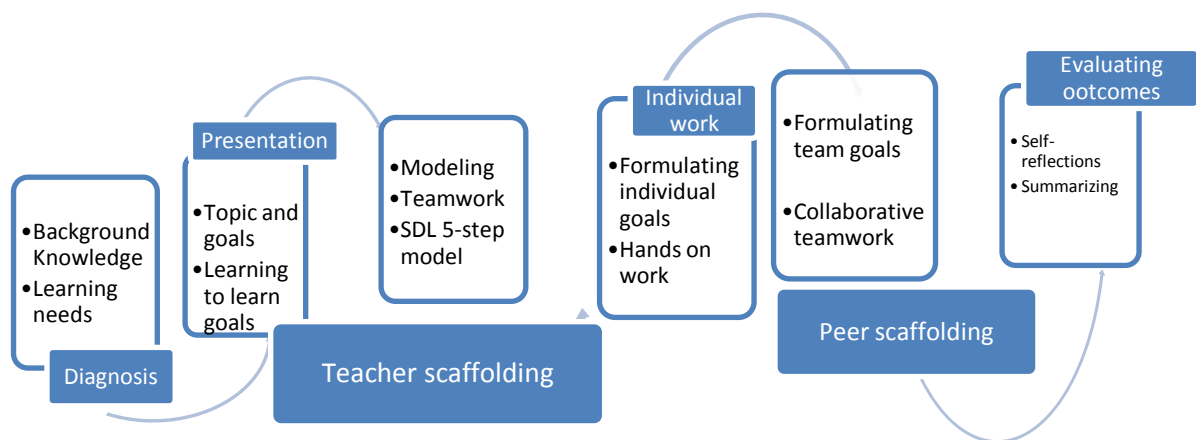 •Background
Knowledge
•Learning
needs
Diagnosis
Presentation
•Topic and
goals
•Learning
to learn
goals
•Modeling
•Teamwork
•SDL 5-step
model
Teacher scaffolding
Individual
work
•Formulating
individual
goals
•Hands on
work
•Formulating
team goals
•Collaborative
teamwork
Peer scaffolding
Evaluating
ootcomes
•Self-
reflections
•Summarizing